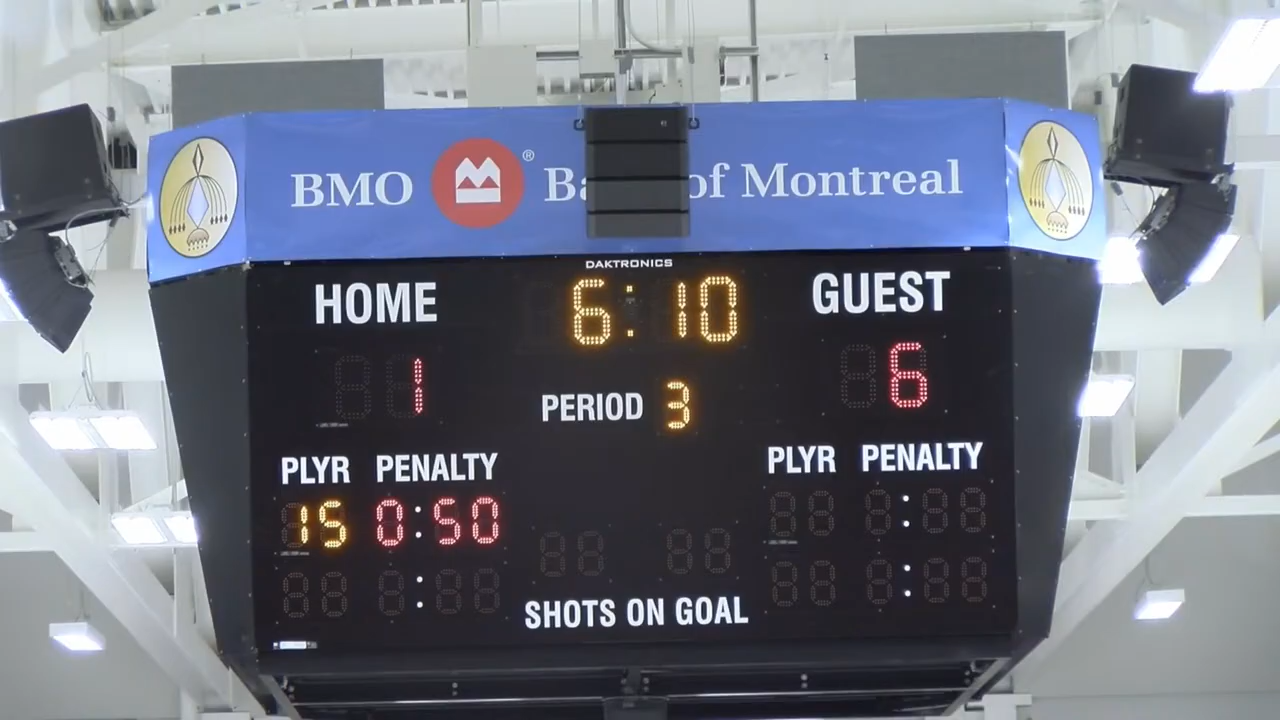 BMO ® Ba of Montreal
DAKTRONICS
HOME 6:10 GUEST
1 PERIOD 3 6
PLYR PENALTY PLYR PENALTY
15 0:50
SHOTS ON GOAL